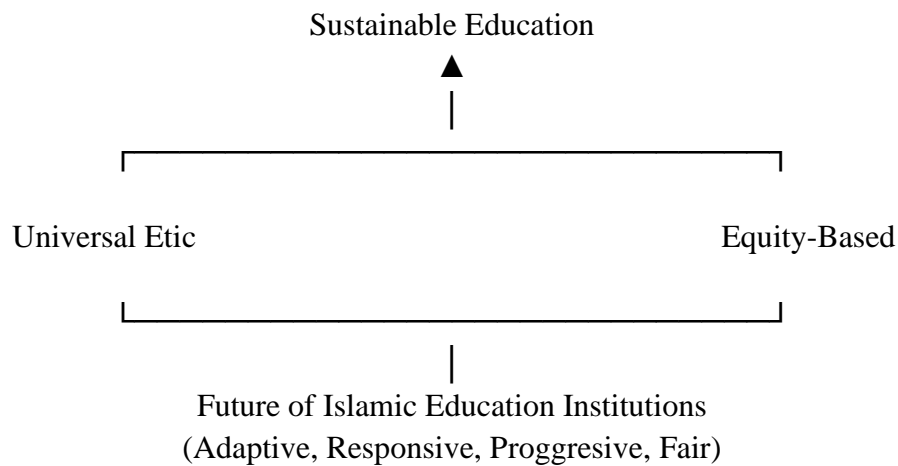 Sustainable Education
Universal Etic
Equity-Based
Future of Islamic Education Institutions
(Adaptive, Responsive, Proggresive, Fair)